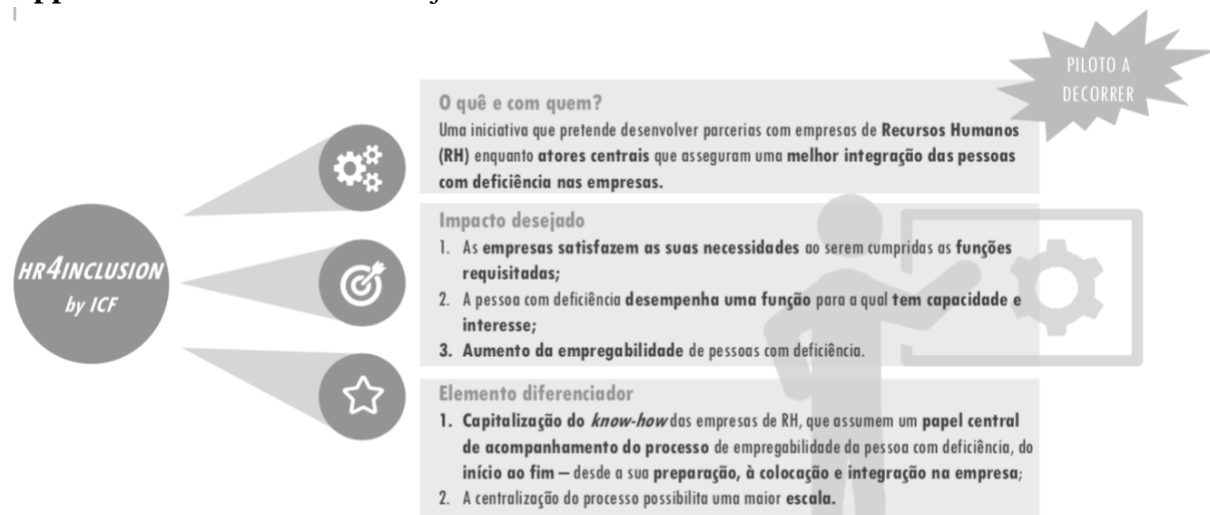 HR4INCLUSION
by ICF
PILOTO A
DECORRER
O quê e com quem?
Uma iniciativa que pretende desenvolver parcerias com empresas de Recursos Humanos
(RH) enquanto atores centrais que asseguram uma melhor integração das pessoas
com deficiência nas empresas.
Impacto desejado
1. As empresas satisfazem as suas necessidades ao serem cumpridas as funções
requisitadas;
2. A pessoa com deficiência desempenha uma função para a qual tem capacidade e
interesse;
3. Aumento da empregabilidade de pessoas com deficiência.
Elemento diferenciador
1. Capitalização do know-how das empresas de RH, que assumem um papel central
de acompanhamento do processo de empregabilidade da pessoa com deficiência, do
início ao fim – desde a sua preparação, à colocação e integração na empresa;
2. A centralização do processo possibilita uma maior escala.